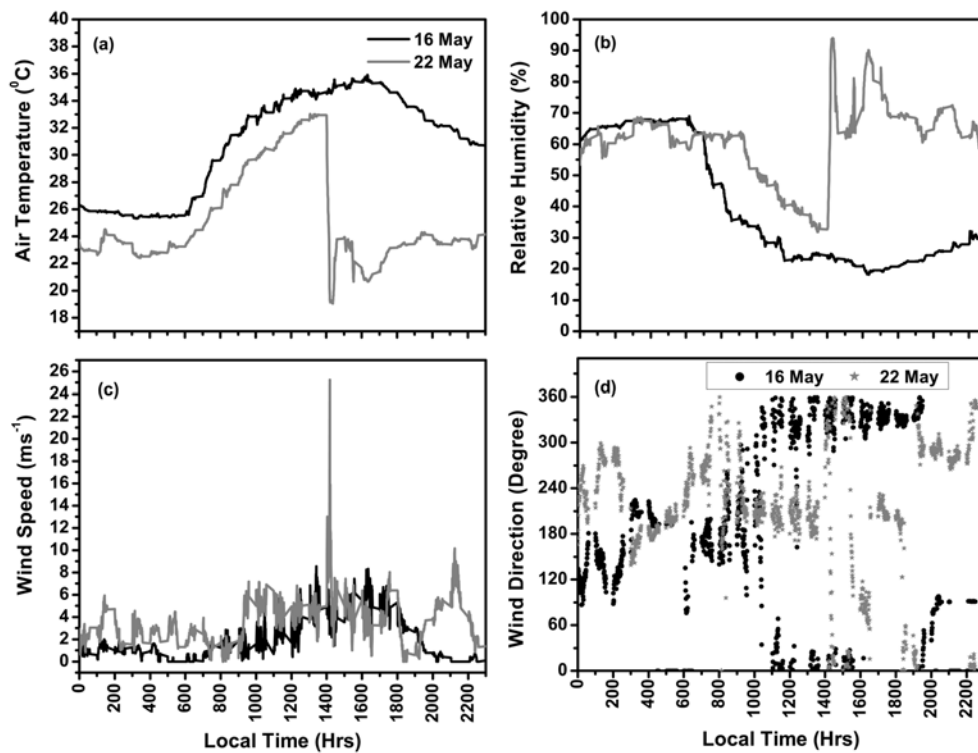 40
38
36
34
32
30
28
26
24
22
20
18
Air Temperature (⁰C)
(a)
16 May
22 May
100
90
80
70
60
50
40
30
20
10
0
Relative Humidity (%)
(b)
26
24
22
20
18
16
14
12
10
8
6
4
2
0
Wind Speed (ms⁻¹)
(c)
0 200 400 600 800 1000 1200 1400 1600 1800 2000 2200
Local Time (Hrs)
360
300
240
180
120
60
0
Wind Direction (Degree)
(d)
16 May 22 May
0 200 400 600 800 1000 1200 1400 1600 1800 2000 2200
Local Time (Hrs)